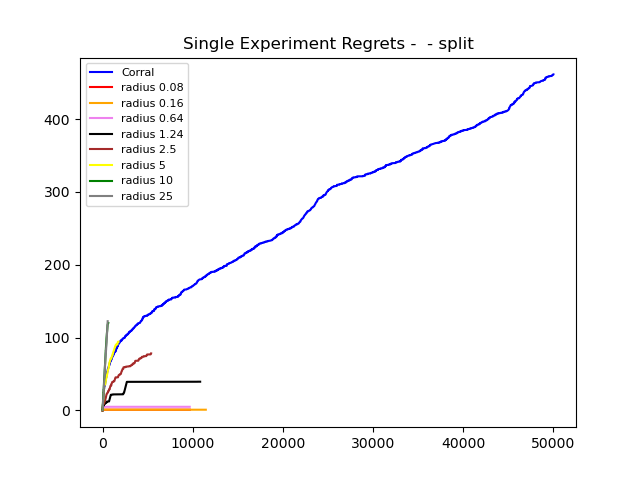 Single Experiment Regrets -  - split
Corral
radius 0.08
radius 0.16
radius 0.64
radius 1.24
radius 2.5
radius 5
radius 10
radius 25
400
300
200
100
0
0
10000
20000
30000
40000
50000